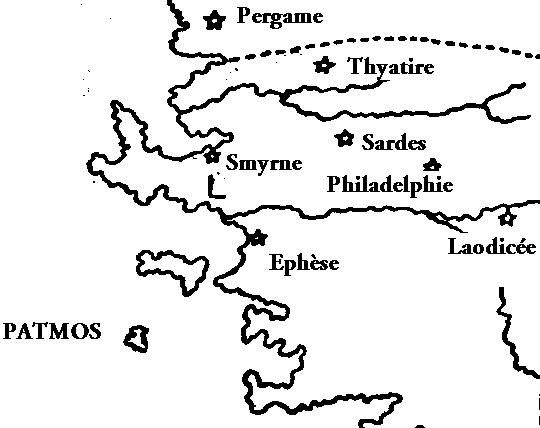 Pergame
Thyatire
Sardes
Smyrne
Philadelphie
Laodicée
Ephèse
PATMOS